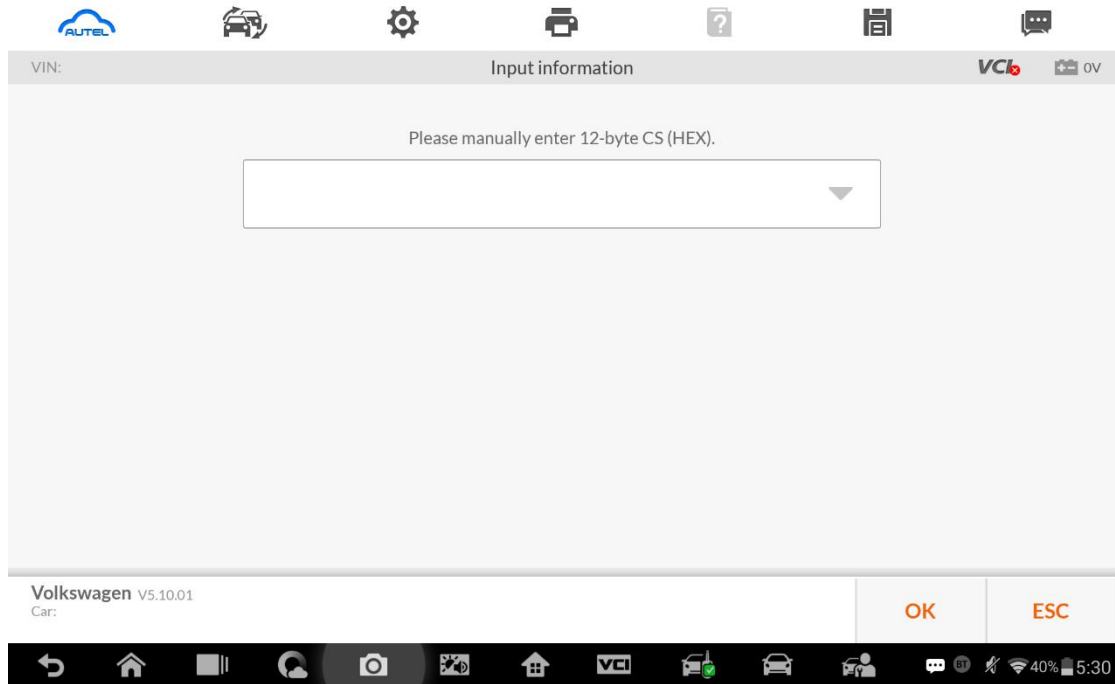 AUTEL
VIN:
Input information
VCI
0V
Please manually enter 12-byte CS (HEX).
Volkswagen V5.10.01
Car:
OK
ESC
VCI
BT
40%
5:30